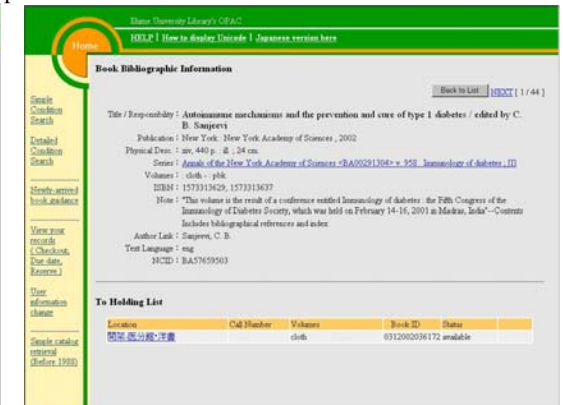 Ehime University Library's OPAC
HELP | How to display Unicode | Japanese version here
Home
Book Bibliographic Information
Back to List NEXT [ 1 / 44 ]
Simple
Condition
Search
Detailed
Condition
Search
Newly-arrived
book guidance
View your
records
( Checkout,
Due date,
Reserve )
User
information
change
Simple catalog
retrieval
(Before 1988)
Title / Responsibility : Autoimmune mechanisms and the prevention and cure of type 1 diabetes / edited by C.
B. Sanjeevi
Publication : New York : New York Academy of Sciences , 2002
Physical Desc. : xiv, 440 p. : ill. ; 24 cm.
Series : Annals of the New York Academy of Sciences <BA00291304> v. 958 . Immunology of diabetes ; II
Volumes : cloth - : pbk
ISBN : 1573313629, 1573313637
Note : "This volume is the result of a conference entitled Immunology of diabetes : the Fifth Congress of the
Immunology of Diabetes Society, which was held on February 14-16, 2001 in Madras, India"--Contents
Includes bibliographical references and index
Author Link : Sanjeevi, C. B.
Text Language : eng
NCID : BA57659503
To Holding List
Location Call Number Volumes Book ID Status
開架・医分館・洋書 cloth 0312002036172 available